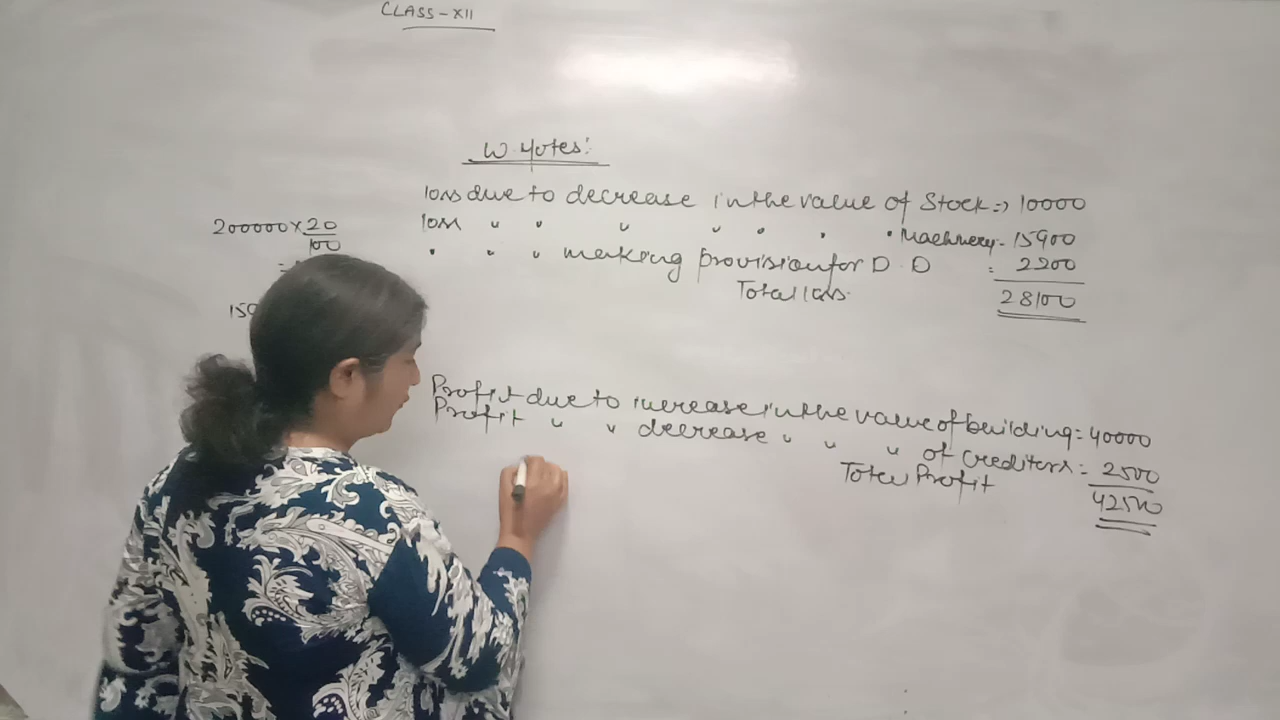 CLASS-XII
W Notes:
loss due to decrease in the value of Stock => 10000
loss " " " " " " " Machinery - 15900
" " " making provision for D.D = 2200
Total loss. 28100
200000 × 20
100
=
150
Profit due to increase in the value of building = 40000
Profit " " decrease " " " of creditors = 2500
Total Profit 42500